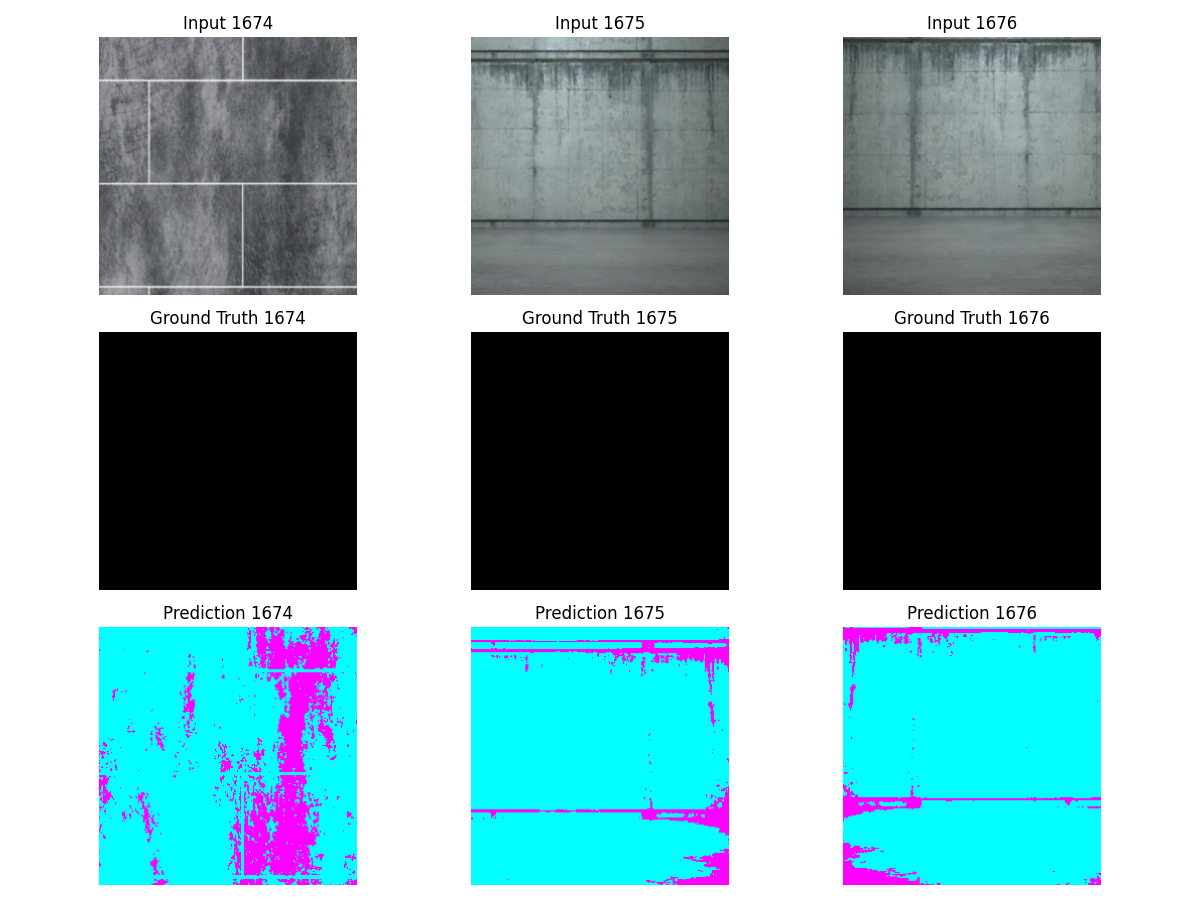 Input 1674
Input 1675
Input 1676
Ground Truth 1674
Ground Truth 1675
Ground Truth 1676
Prediction 1674
Prediction 1675
Prediction 1676